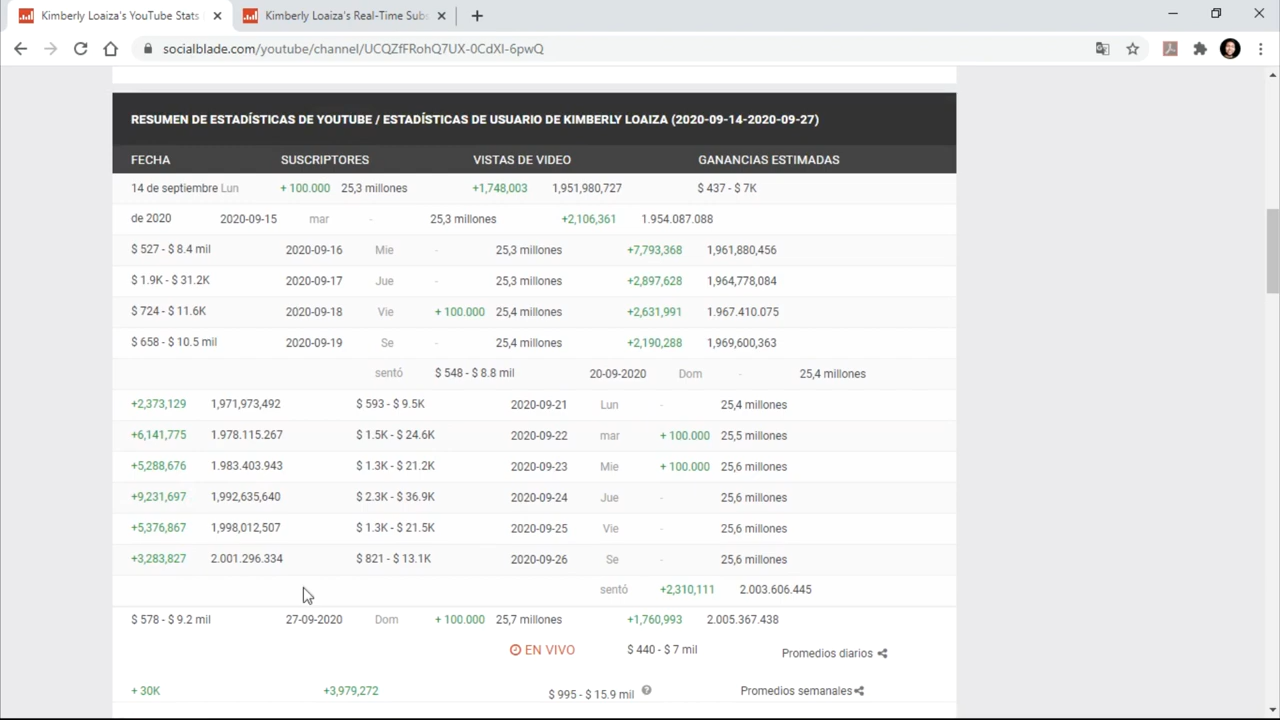 Kimberly Loaiza's YouTube Stats
Kimberly Loaiza's Real-Time Subs
socialblade.com/youtube/channel/UCQZfFRohQ7UX-0CdXI-6pwQ
RESUMEN DE ESTADÍSTICAS DE YOUTUBE / ESTADÍSTICAS DE USUARIO DE KIMBERLY LOAIZA (2020-09-14-2020-09-27)
FECHA SUSCRIPTORES VISTAS DE VIDEO GANANCIAS ESTIMADAS
14 de septiembre Lun + 100.000 25,3 millones +1,748,003 1,951,980,727 $ 437 - $ 7K
de 2020 2020-09-15 mar - 25,3 millones +2,106,361 1.954.087.088
$ 527 - $ 8.4 mil 2020-09-16 Mie - 25,3 millones +7,793,368 1,961,880,456
$ 1.9K - $ 31.2K 2020-09-17 Jue - 25,3 millones +2,897,628 1,964,778,084
$ 724 - $ 11.6K 2020-09-18 Vie + 100.000 25,4 millones +2,631,991 1.967.410.075
$ 658 - $ 10.5 mil 2020-09-19 Se - 25,4 millones +2,190,288 1,969,600,363
sentó $ 548 - $ 8.8 mil 20-09-2020 Dom - 25,4 millones
+2,373,129 1,971,973,492 $ 593 - $ 9.5K 2020-09-21 Lun - 25,4 millones
+6,141,775 1.978.115.267 $ 1.5K - $ 24.6K 2020-09-22 mar + 100.000 25,5 millones
+5,288,676 1.983.403.943 $ 1.3K - $ 21.2K 2020-09-23 Mie + 100.000 25,6 millones
+9,231,697 1,992,635,640 $ 2.3K - $ 36.9K 2020-09-24 Jue - 25,6 millones
+5,376,867 1,998,012,507 $ 1.3K - $ 21.5K 2020-09-25 Vie - 25,6 millones
+3,283,827 2.001.296.334 $ 821 - $ 13.1K 2020-09-26 Se - 25,6 millones
sentó +2,310,111 2.003.606.445
$ 578 - $ 9.2 mil 27-09-2020 Dom + 100.000 25,7 millones +1,760,993 2.005.367.438
EN VIVO $ 440 - $ 7 mil Promedios diarios
+ 30K +3,979,272 $ 995 - $ 15.9 mil Promedios semanales